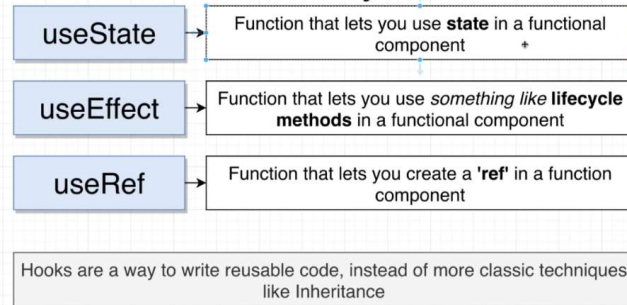 useState
Function that lets you use state in a functional
component
useEffect
Function that lets you use something like lifecycle
methods in a functional component
useRef
Function that lets you create a 'ref' in a function
component
Hooks are a way to write reusable code, instead of more classic techniques
like Inheritance